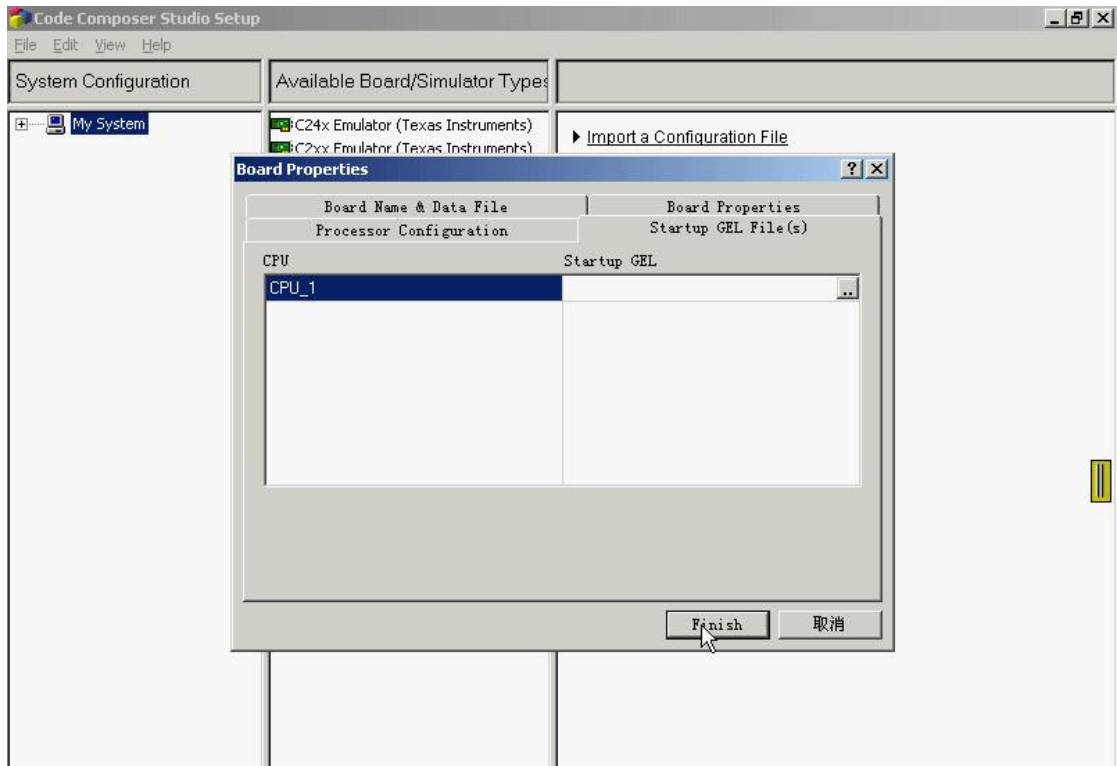 Code Composer Studio Setup
File Edit View Help
System Configuration
Available Board/Simulator Types
My System
C24x Emulator (Texas Instruments)
C2xx Emulator (Texas Instruments)
Import a Configuration File
Board Properties
Board Name & Data File
Board Properties
Processor Configuration
Startup GEL File(s)
CPU
Startup GEL
CPU_1
..
Finish
取消